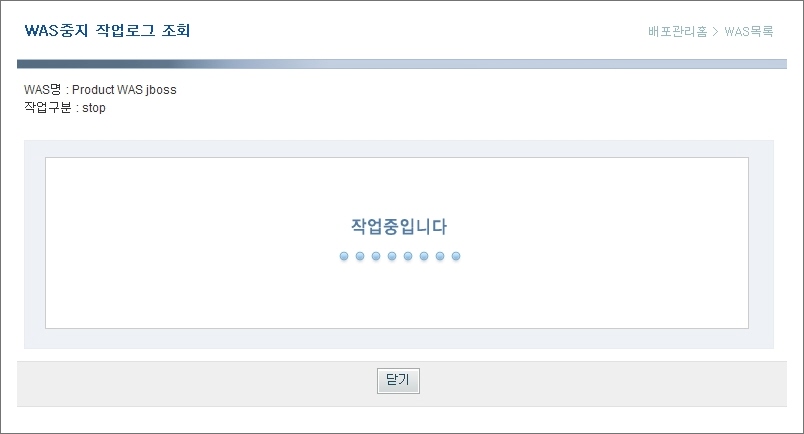 WAS중지 작업로그 조회
배포관리홈 > WAS목록
WAS명 : Product WAS jboss
작업구분 : stop
작업중입니다
닫기